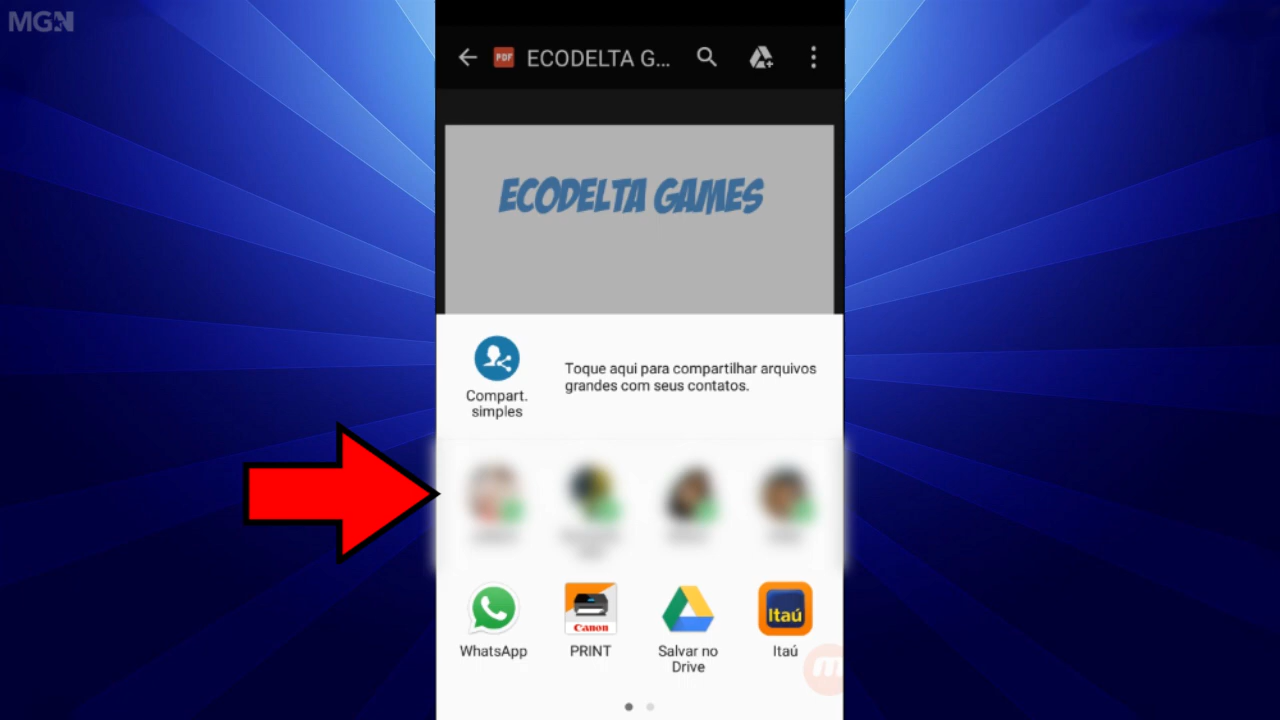 MGN
PDF
ECODELTA G...
ECODELTA GAMES
Toque aqui para compartilhar arquivos
grandes com seus contatos.
Compart.
simples
Canon
Itaú
WhatsApp
PRINT
Salvar no
Drive
Itaú